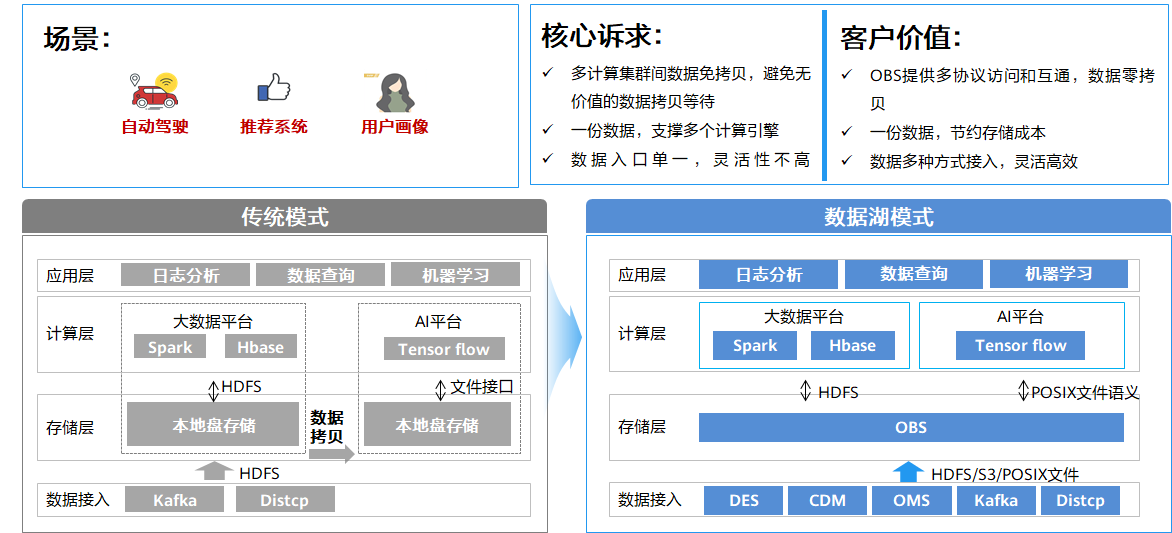 场景：
自动驾驶
推荐系统
用户画像
核心诉求：
✓ 多计算集群间数据免拷贝，避免无
价值的数据拷贝等待
✓ 一份数据，支撑多个计算引擎
✓ 数据入口单一，灵活性不高
客户价值：
✓ OBS提供多协议访问和互通，数据零拷
贝
✓ 一份数据，节约存储成本
✓ 数据多种方式接入，灵活高效
传统模式
应用层
日志分析
数据查询
机器学习
计算层
大数据平台
Spark
Hbase
AI平台
Tensor flow
HDFS
文件接口
存储层
本地盘存储
数据
拷贝
本地盘存储
HDFS
数据接入
Kafka
Distcp
数据湖模式
应用层
日志分析
数据查询
机器学习
计算层
大数据平台
Spark
Hbase
AI平台
Tensor flow
HDFS
POSIX文件语义
存储层
OBS
HDFS/S3/POSIX文件
数据接入
DES
CDM
OMS
Kafka
Distcp